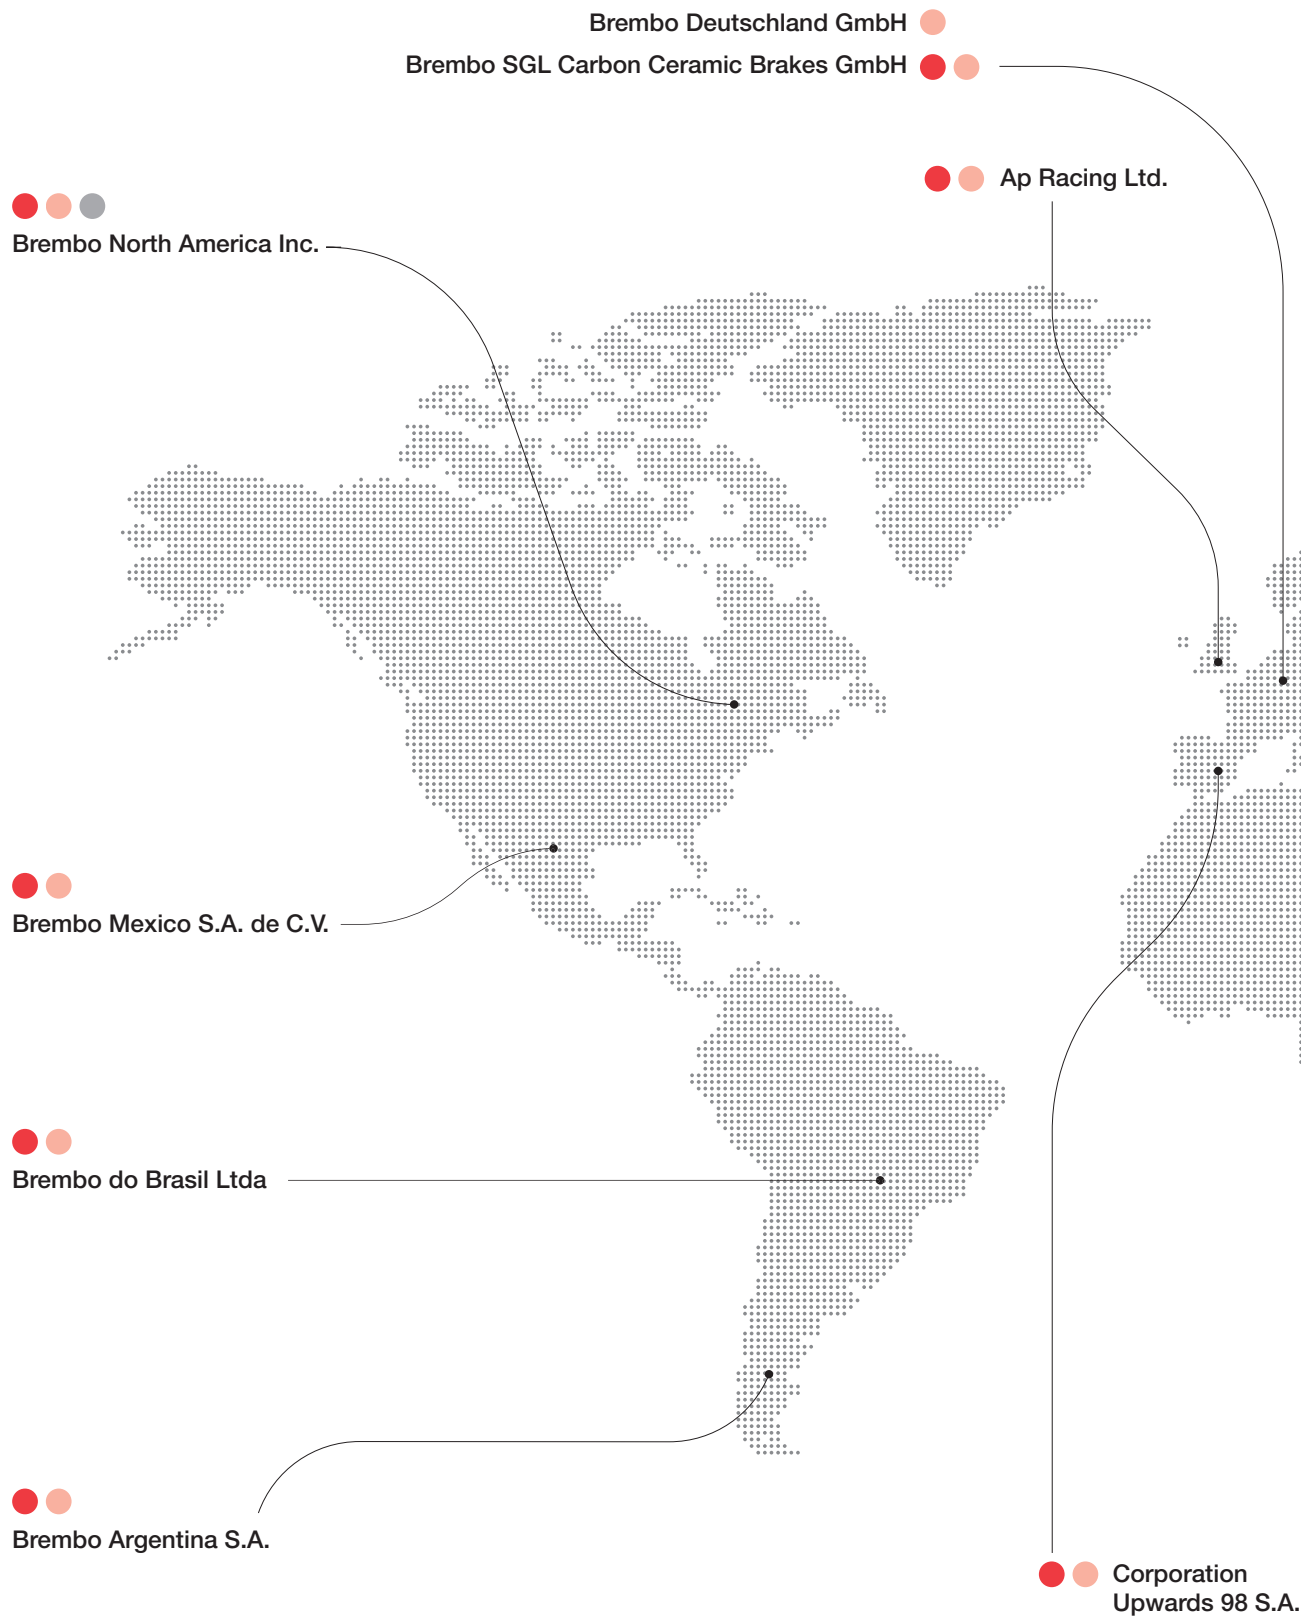 Brembo Deutschland GmbH
Brembo SGL Carbon Ceramic Brakes GmbH
Ap Racing Ltd.
Brembo North America Inc.
Brembo Mexico S.A. de C.V.
Brembo do Brasil Ltda
Brembo Argentina S.A.
Corporation
Upwards 98 S.A.